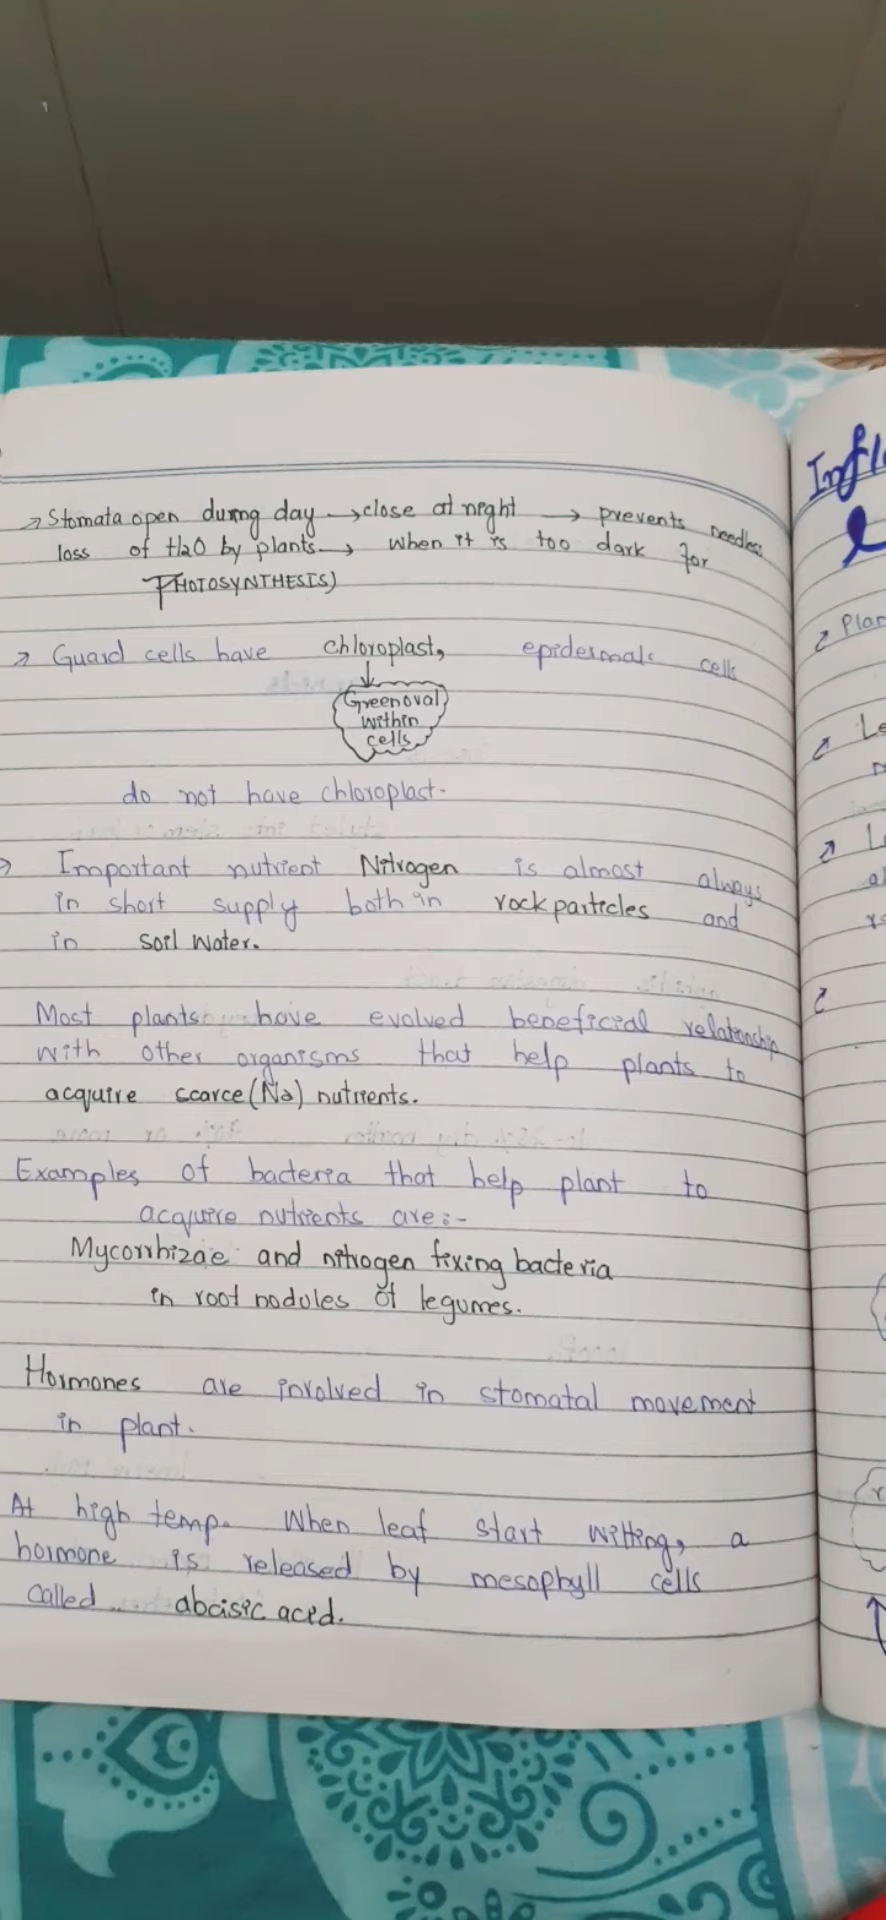 → Stomata open during day → close at night → prevents needless
loss of H2O by plants → When it is too dark for
PHOTOSYNTHESIS)
→ Guard cells have chloroplast, epidermals cells
↓
Green oval
within
cells
do not have chloroplast.
→ Important nutrient Nitrogen is almost always
in short supply both in rock particles and
in soil water.
Most plants have evolved beneficial relationship
with other organisms that help plants to
acquire scarce (Na) nutrients.
Examples of bacteria that help plant to
acquire nutrients are:-
Mycorrhizae and nitrogen fixing bacteria
in root nodules of legumes.
Hormones are involved in stomatal movement
in plant.
At high temp. When leaf start wilting, a
hormone is released by mesophyll cells
called abcisic acid.
Infl
→ Plan
→ Le
→ L